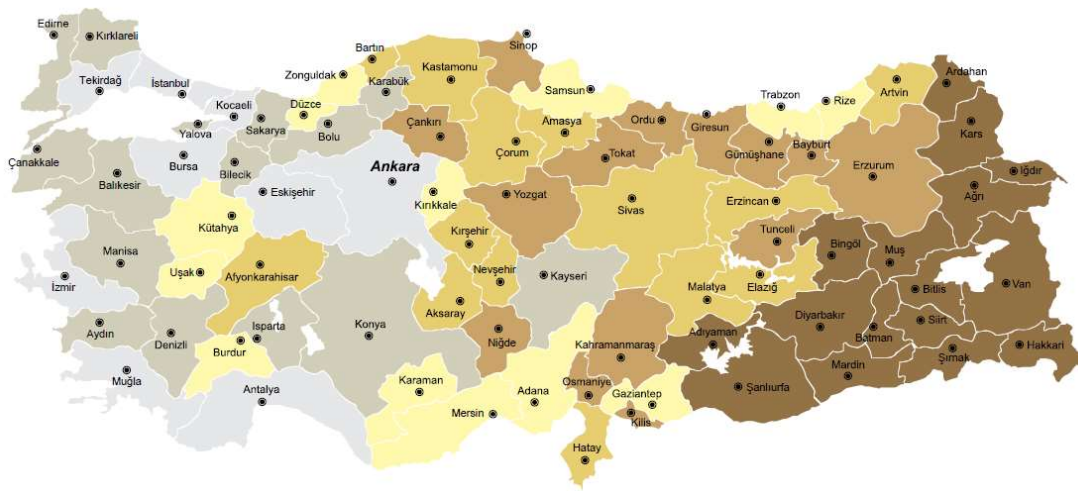 Edirne
Kırklareli
Tekirdağ
İstanbul
Kocaeli
Yalova
Sakarya
Düzce
Zonguldak
Bartın
Karabük
Kastamonu
Sinop
Samsun
Bolu
Çankırı
Çorum
Amasya
Ordu
Giresun
Trabzon
Rize
Artvin
Ardahan
Kars
Iğdır
Ağrı
Erzurum
Bayburt
Gümüşhane
Tokat
Çanakkale
Balıkesir
Bursa
Bilecik
Eskişehir
Ankara
Kırıkkale
Yozgat
Sivas
Erzincan
Tunceli
Bingöl
Muş
Bitlis
Van
Kütahya
Manisa
Uşak
Afyonkarahisar
Kırşehir
Nevşehir
Kayseri
Malatya
Elazığ
İzmir
Aydın
Denizli
Isparta
Burdur
Konya
Aksaray
Niğde
Kahramanmaraş
Adıyaman
Diyarbakır
Batman
Siirt
Şırnak
Hakkari
Mardin
Şanlıurfa
Muğla
Antalya
Karaman
Mersin
Adana
Osmaniye
Gaziantep
Kilis
Hatay